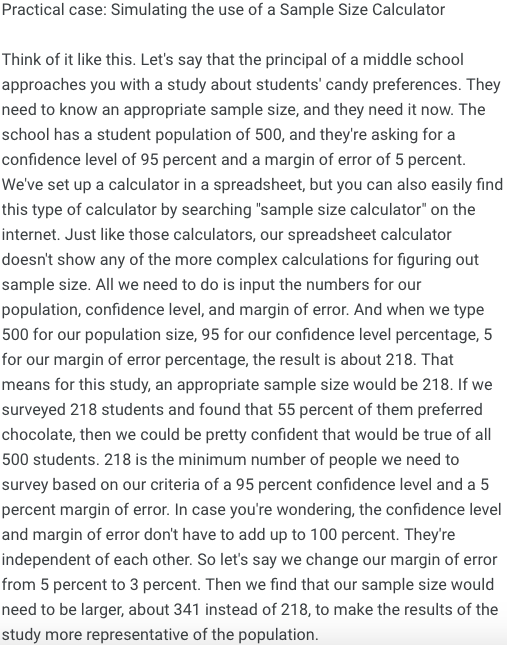 Practical case: Simulating the use of a Sample Size Calculator
Think of it like this. Let's say that the principal of a middle school
approaches you with a study about students' candy preferences. They
need to know an appropriate sample size, and they need it now. The
school has a student population of 500, and they're asking for a
confidence level of 95 percent and a margin of error of 5 percent.
We've set up a calculator in a spreadsheet, but you can also easily find
this type of calculator by searching "sample size calculator" on the
internet. Just like those calculators, our spreadsheet calculator
doesn't show any of the more complex calculations for figuring out
sample size. All we need to do is input the numbers for our
population, confidence level, and margin of error. And when we type
500 for our population size, 95 for our confidence level percentage, 5
for our margin of error percentage, the result is about 218. That
means for this study, an appropriate sample size would be 218. If we
surveyed 218 students and found that 55 percent of them preferred
chocolate, then we could be pretty confident that would be true of all
500 students. 218 is the minimum number of people we need to
survey based on our criteria of a 95 percent confidence level and a 5
percent margin of error. In case you're wondering, the confidence level
and margin of error don't have to add up to 100 percent. They're
independent of each other. So let's say we change our margin of error
from 5 percent to 3 percent. Then we find that our sample size would
need to be larger, about 341 instead of 218, to make the results of the
study more representative of the population.